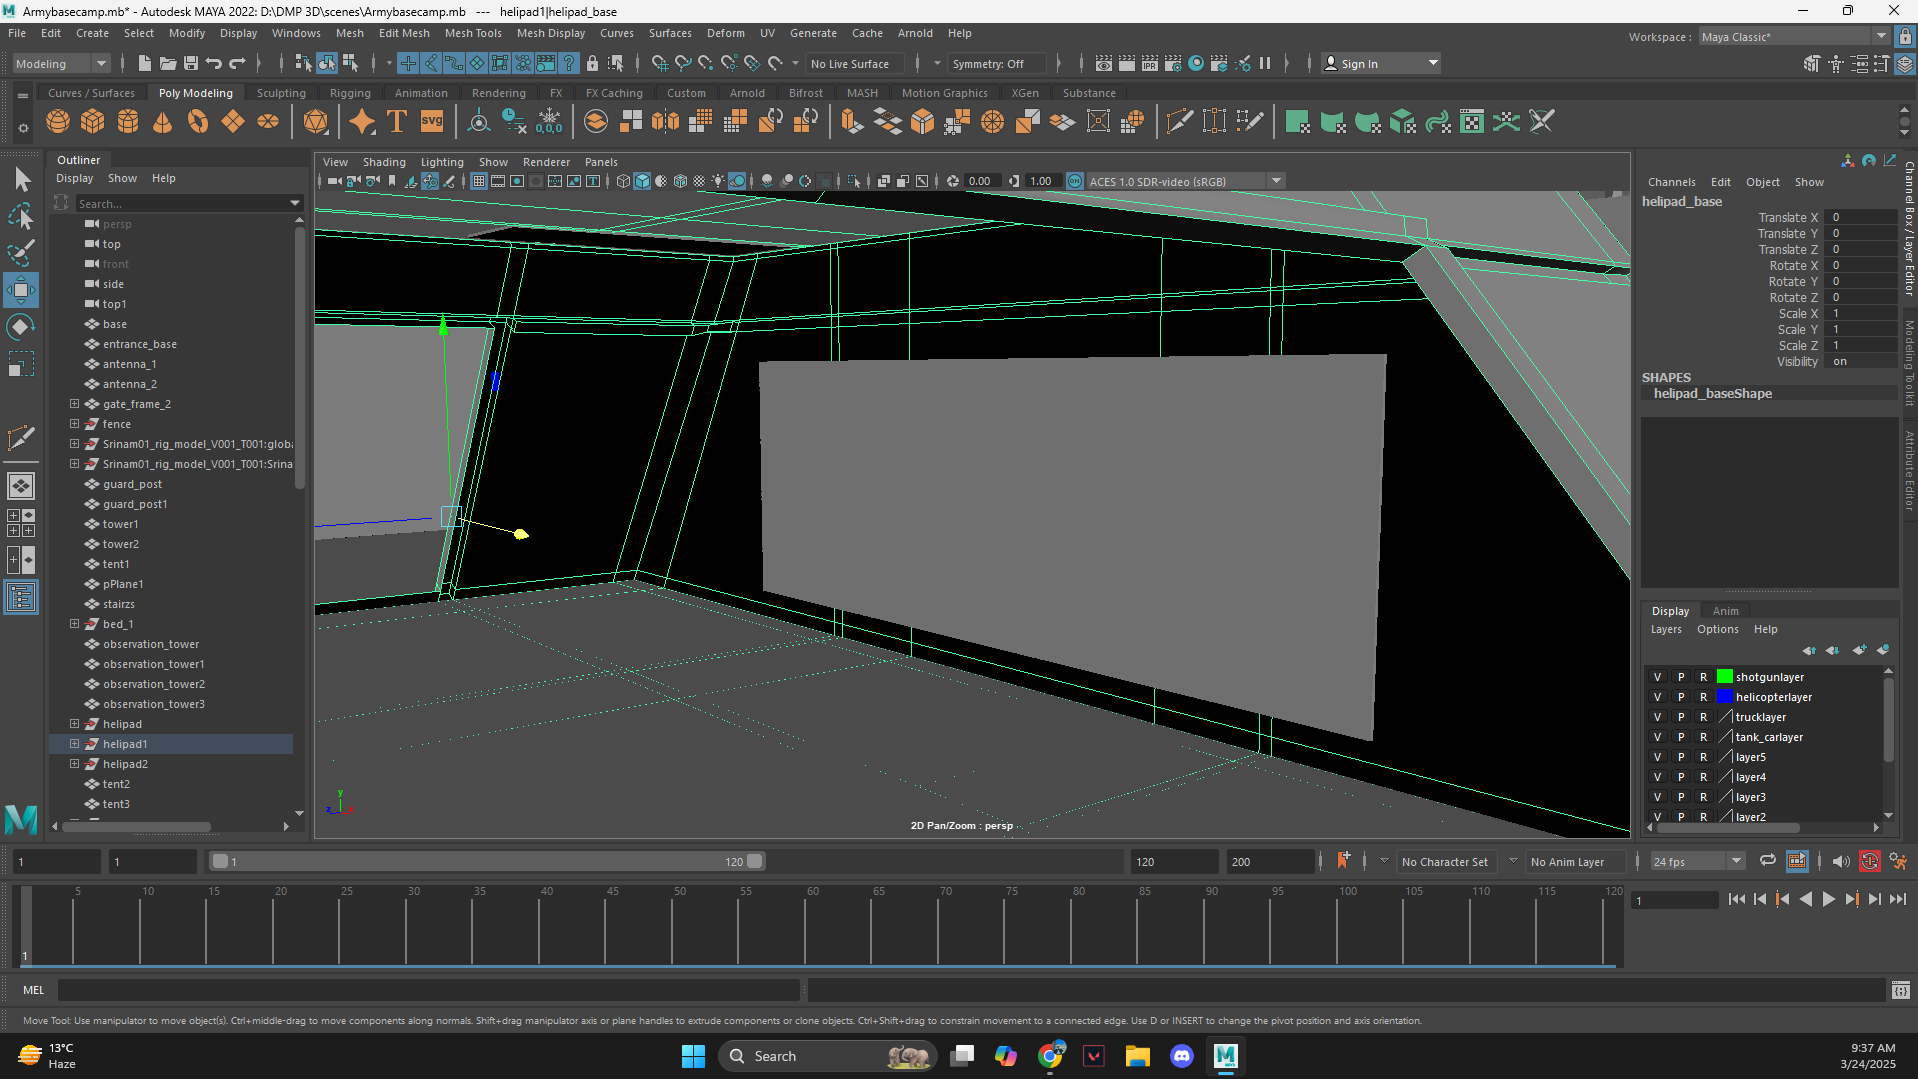 Armybasecamp.mb* - Autodesk MAYA 2022: D:\DMP 3D\scenes\Armybasecamp.mb --- helipad1|helipad_base
File Edit Create Select Modify Display Windows Mesh Edit Mesh Mesh Tools Mesh Display Curves Surfaces Deform UV Generate Cache Arnold Help
Workspace : Maya Classic*
Modeling
No Live Surface
Symmetry: Off
Sign In
Curves / Surfaces Poly Modeling Sculpting Rigging Animation Rendering FX FX Caching Custom Arnold Bifrost MASH Motion Graphics XGen Substance
Outliner
Display Show Help
Search...
persp
top
front
side
top1
base
entrance_base
antenna_1
antenna_2
gate_frame_2
fence
Srinam01_rig_model_V001_T001:globa
Srinam01_rig_model_V001_T001:Srina
guard_post
guard_post1
tower1
tower2
tent1
pPlane1
stairzs
bed_1
observation_tower
observation_tower1
observation_tower2
observation_tower3
helipad
helipad1
helipad2
tent2
tent3
View Shading Lighting Show Renderer Panels
0.00
1.00
ACES 1.0 SDR-video (sRGB)
2D Pan/Zoom : persp
Channels Edit Object Show
helipad_base
Translate X 0
Translate Y 0
Translate Z 0
Rotate X 0
Rotate Y 0
Rotate Z 0
Scale X 1
Scale Y 1
Scale Z 1
Visibility on
SHAPES
helipad_baseShape
Channel Box / Layer Editor
Modeling Toolkit
Attribute Editor
Display Anim
Layers Options Help
V P R shotgunlayer
V P R helicopterlayer
V P R trucklayer
V P R tank_carlayer
V P R layer5
V P R layer4
V P R layer3
V P R layer2
1
1
1
120
120
200
No Character Set
No Anim Layer
24 fps
5 10 15 20 25 30 35 40 45 50 55 60 65 70 75 80 85 90 95 100 105 110 115 120
1
1
MEL
Move Tool: Use manipulator to move object(s). Ctrl+middle-drag to move components along normals. Shift+drag manipulator axis or plane handles to extrude components or clone objects. Ctrl+Shift+drag to constrain movement to a connected edge. Use D or INSERT to change the pivot position and axis orientation.
13°C
Haze
Search
9:37 AM
3/24/2025